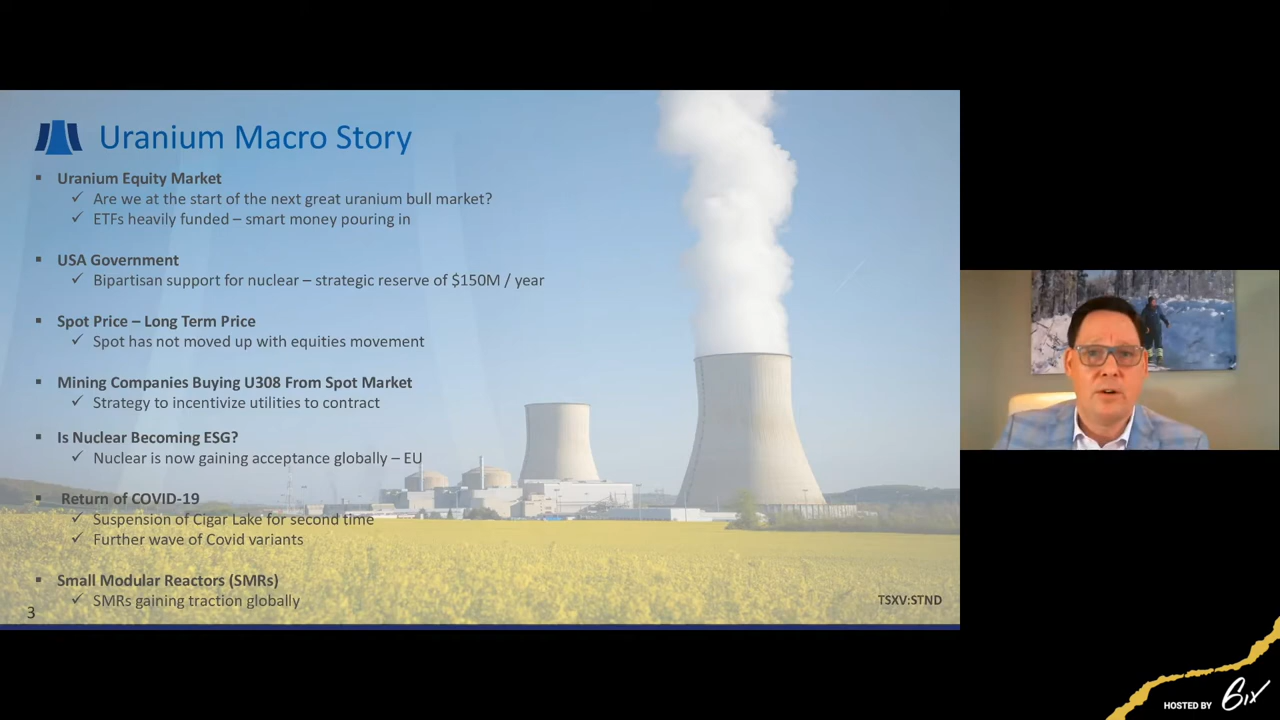 Uranium Macro Story
▪ Uranium Equity Market
✓ Are we at the start of the next great uranium bull market?
✓ ETFs heavily funded – smart money pouring in
▪ USA Government
✓ Bipartisan support for nuclear – strategic reserve of $150M / year
▪ Spot Price – Long Term Price
✓ Spot has not moved up with equities movement
▪ Mining Companies Buying U308 From Spot Market
✓ Strategy to incentivize utilities to contract
▪ Is Nuclear Becoming ESG?
✓ Nuclear is now gaining acceptance globally – EU
▪ Return of COVID-19
✓ Suspension of Cigar Lake for second time
✓ Further wave of Covid variants
▪ Small Modular Reactors (SMRs)
✓ SMRs gaining traction globally
3
TSXV:STND
HOSTED BY 6ix